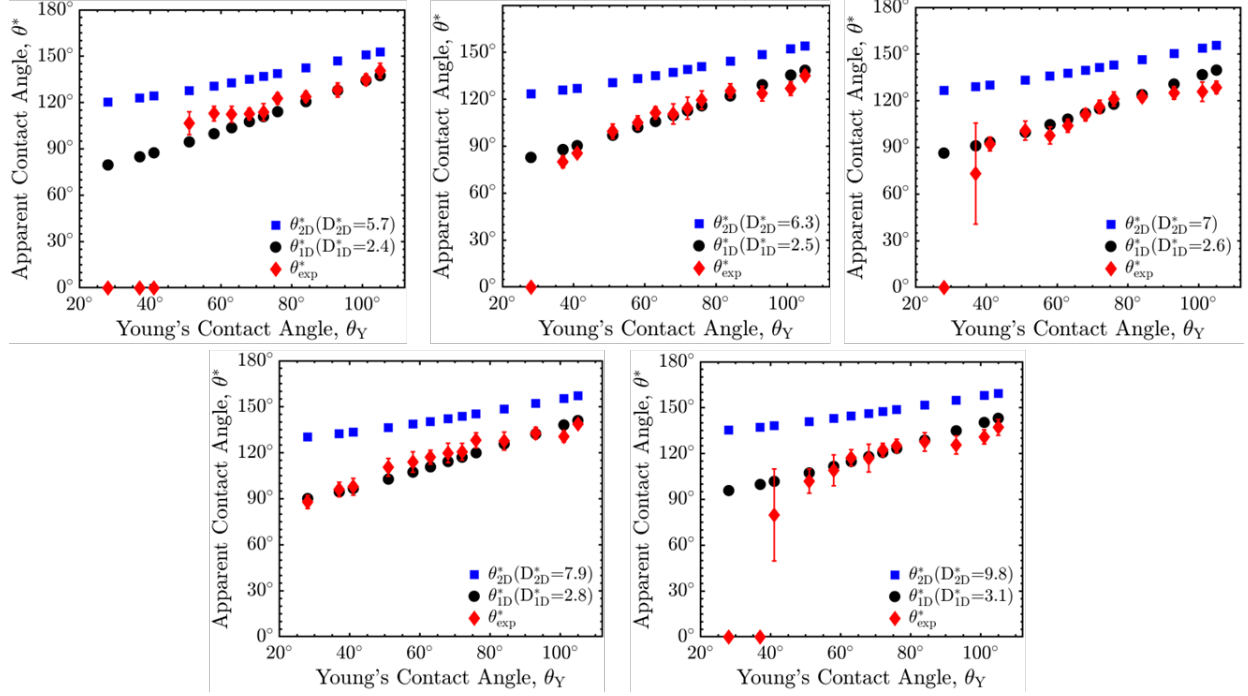 180°
150°
120°
90°
60°
30°
0°
Apparent Contact Angle, θ*
θ*2D(D*2D=5.7)
θ*1D(D*1D=2.4)
θ*exp
20° 40° 60° 80° 100°
Young's Contact Angle, θY
180°
150°
120°
90°
60°
30°
0°
Apparent Contact Angle, θ*
θ*2D(D*2D=6.3)
θ*1D(D*1D=2.5)
θ*exp
20° 40° 60° 80° 100°
Young's Contact Angle, θY
180°
150°
120°
90°
60°
30°
0°
Apparent Contact Angle, θ*
θ*2D(D*2D=7)
θ*1D(D*1D=2.6)
θ*exp
20° 40° 60° 80° 100°
Young's Contact Angle, θY
180°
150°
120°
90°
60°
30°
0°
Apparent Contact Angle, θ*
θ*2D(D*2D=7.9)
θ*1D(D*1D=2.8)
θ*exp
20° 40° 60° 80° 100°
Young's Contact Angle, θY
180°
150°
120°
90°
60°
30°
0°
Apparent Contact Angle, θ*
θ*2D(D*2D=9.8)
θ*1D(D*1D=3.1)
θ*exp
20° 40° 60° 80° 100°
Young's Contact Angle, θY